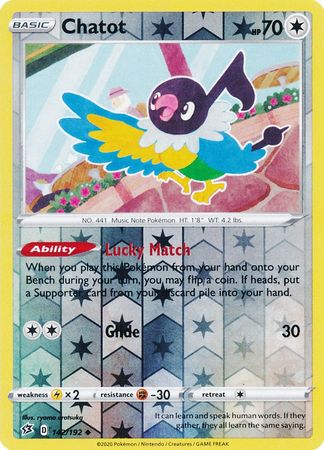 BASIC
Chatot HP 70
NO. 441 Music Note Pokémon HT: 1'8" WT: 4.2 lbs.
Ability Lucky Match
When you play this Pokémon from your hand onto your
Bench during your turn, you may flip a coin. If heads, put
a Supporter card from your discard pile into your hand.
Glide 30
weakness ×2 resistance -30 retreat
Illus. ryoma uratsuka
D 142/192
It can learn and speak human words. If they
gather, they all learn the same saying.
©2020 Pokémon / Nintendo / Creatures / GAME FREAK